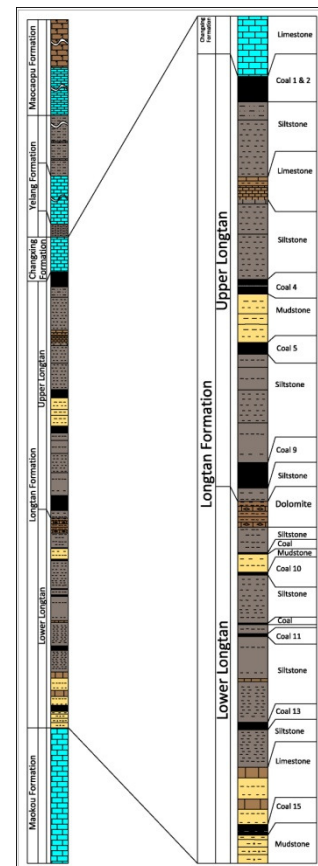 Maocaopu Formation
Yelang Formation
Changxing
Formation
Longtan Formation
Upper Longtan
Lower Longtan
Maokou Formation
Changxing
Formation
Longtan Formation
Upper Longtan
Lower Longtan
Limestone
Coal 1 & 2
Siltstone
Limestone
Siltstone
Coal 4
Mudstone
Coal 5
Siltstone
Coal 9
Siltstone
Dolomite
Siltstone
Coal
Mudstone
Coal 10
Siltstone
Coal
Coal 11
Siltstone
Coal 13
Siltstone
Limestone
Coal 15
Mudstone